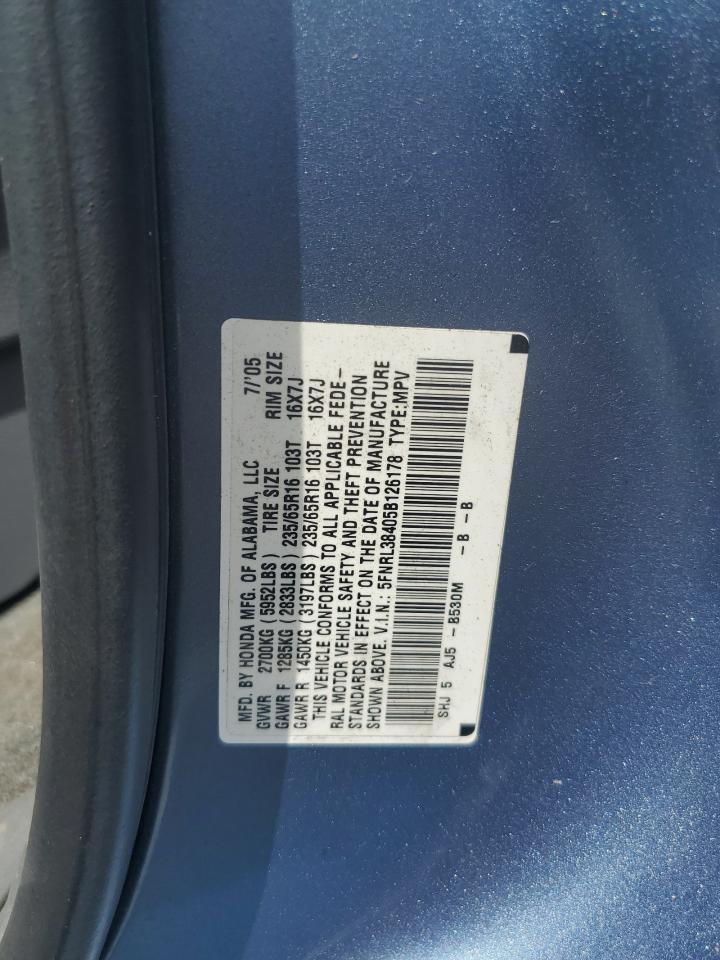 MFD. BY HONDA MFG. OF ALABAMA, LLC 7/'05
GVWR 2700KG (5952LBS) TIRE SIZE RIM SIZE
GAWR F 1285KG (2833LBS) 235/65R16 103T 16X7J
GAWR R 1450KG (3197LBS) 235/65R16 103T 16X7J
THIS VEHICLE CONFORMS TO ALL APPLICABLE FEDE-
RAL MOTOR VEHICLE SAFETY AND THEFT PREVENTION
STANDARDS IN EFFECT ON THE DATE OF MANUFACTURE
SHOWN ABOVE. V.I.N.: 5FNRL38405B126178 TYPE:MPV
SHJ 5 AJ5 -B530M -B -B